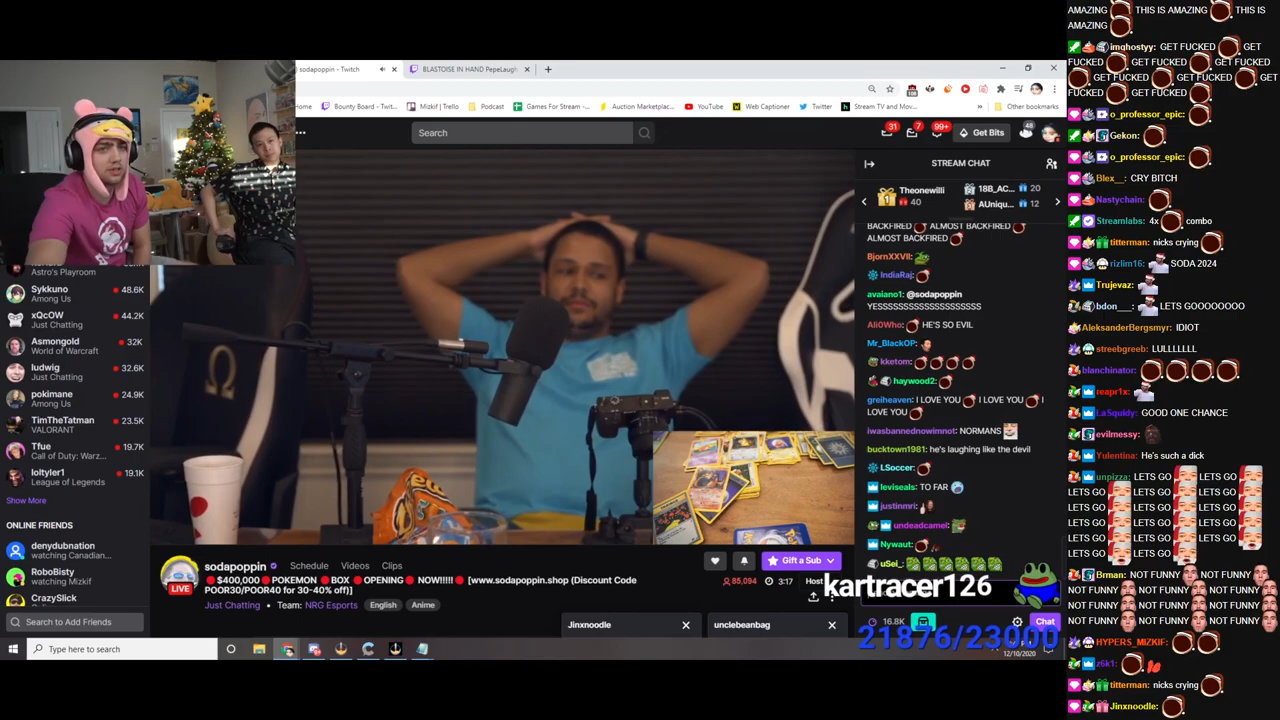 sodapoppin - Twitch
BLASTOISE IN HAND PepeLaugh
Home
Bounty Board - Twit...
Mizkif | Trello
Podcast
Games For Stream -...
Auction Marketplac...
YouTube
Web Captioner
Twitter
Stream TV and Mov...
Other bookmarks
Search
31
7
99+
Get Bits
48
Astro's Playroom
Sykkuno
48.6K
Among Us
xQcOW
44.2K
Just Chatting
Asmongold
32K
World of Warcraft
ludwig
32.6K
Just Chatting
pokimane
24.9K
Among Us
TimTheTatman
23.5K
VALORANT
Tfue
19.7K
Call of Duty: Warz...
loltyler1
19.1K
League of Legends
Show More
ONLINE FRIENDS
denydubnation
watching Canadian...
RoboBisty
watching Mizkif
CrazySlick
Search to Add Friends
LIVE
sodapoppin
Schedule
Videos
Clips
Gift a Sub
$400,000 POKEMON BOX OPENING NOW!!!!! [www.sodapoppin.shop (Discount Code
POOR30/POOR40 for 30-40% off)]
85,094
3:17
Host
Just Chatting
Team: NRG Esports
English
Anime
Jinxnoodle
unclebeanbag
STREAM CHAT
Theonewilli
40
18B_AC...
20
AUniqu...
12
BACKFIRED ALMOST BACKFIRED
ALMOST BACKFIRED
BjornXXVII:
IndiaRaj:
avaiano1: @sodapoppin
YESSSSSSSSSSSSSSSSSSS
Ali0Who: HE'S SO EVIL
Mr_BlackOP:
kketom:
haywood2:
greiheaven: I LOVE YOU I LOVE YOU I
LOVE YOU
iwasbannednowimnot: NORMANS
bucktown1981: he's laughing like the devil
LSoccer:
leviseals: TO FAR
justinmri:
undeadcamel:
Nywaut:
uSei_:
kartracer126
16.8K
Chat
21876/23000
Type here to search
12/10/2020
AMAZING THIS IS AMAZING THIS IS
AMAZING
imghostyy: GET FUCKED GET
FUCKED GET FUCKED GET FUCKED
GET FUCKED GET FUCKED GET
FUCKED GET FUCKED
o_professor_epic:
Gekon:
o_professor_epic:
Blex__: CRY BITCH
Nastychain:
Streamlabs: 4x combo
titterman: nicks crying
rizlim16: SODA 2024
Trujevaz:
bdon___: LETS GOOOOOOO
AleksanderBergsmyr: IDIOT
streebgreeb: LULLLLLL
blanchinator:
reapr1x:
LaSquidy: GOOD ONE CHANCE
evilmessy:
Yulentina: He's such a dick
unpizza: LETS GO LETS GO
LETS GO LETS GO LETS GO
LETS GO LETS GO LETS GO
LETS GO LETS GO LETS GO
LETS GO LETS GO LETS GO
LETS GO LETS GO
Brman: NOT FUNNY NOT FUNNY
NOT FUNNY NOT FUNNY NOT FUNNY
NOT FUNNY NOT FUNNY NOT FUNNY
NOT FUNNY NOT FUNNY NOT FUNNY
HYPERS_MIZKIF:
z6k1:
titterman: nicks crying
Jinxnoodle: